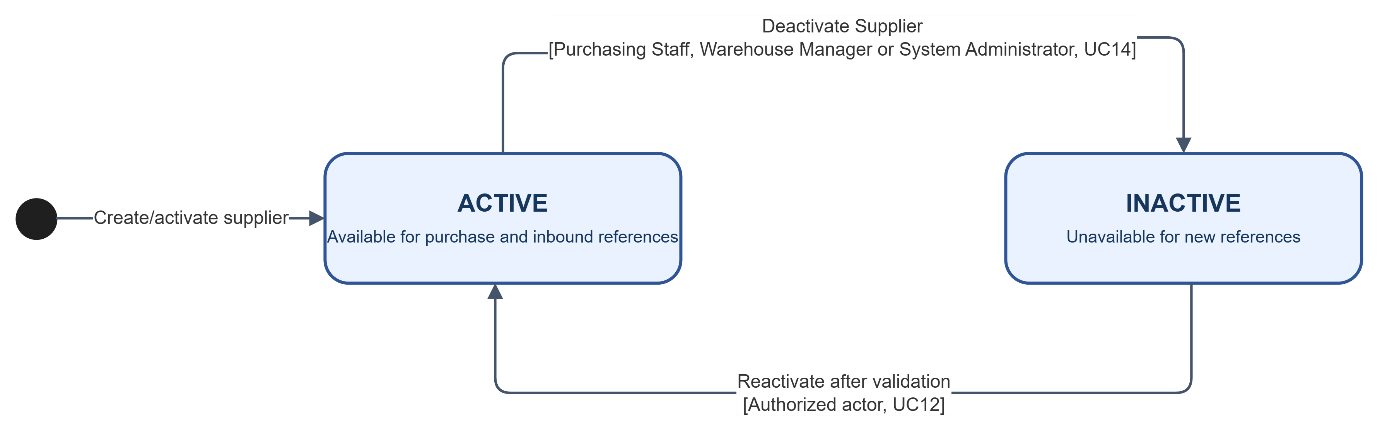 Deactivate Supplier
[Purchasing Staff, Warehouse Manager or System Administrator, UC14]
Create/activate supplier
ACTIVE
Available for purchase and inbound references
INACTIVE
Unavailable for new references
Reactivate after validation
[Authorized actor, UC12]